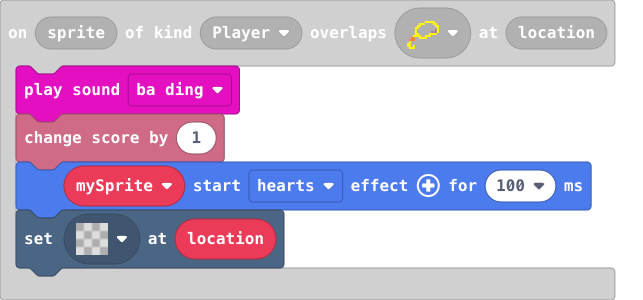 on sprite of kind Player overlaps at location
play sound ba ding
change score by 1
mySprite start hearts effect for 100 ms
set at location